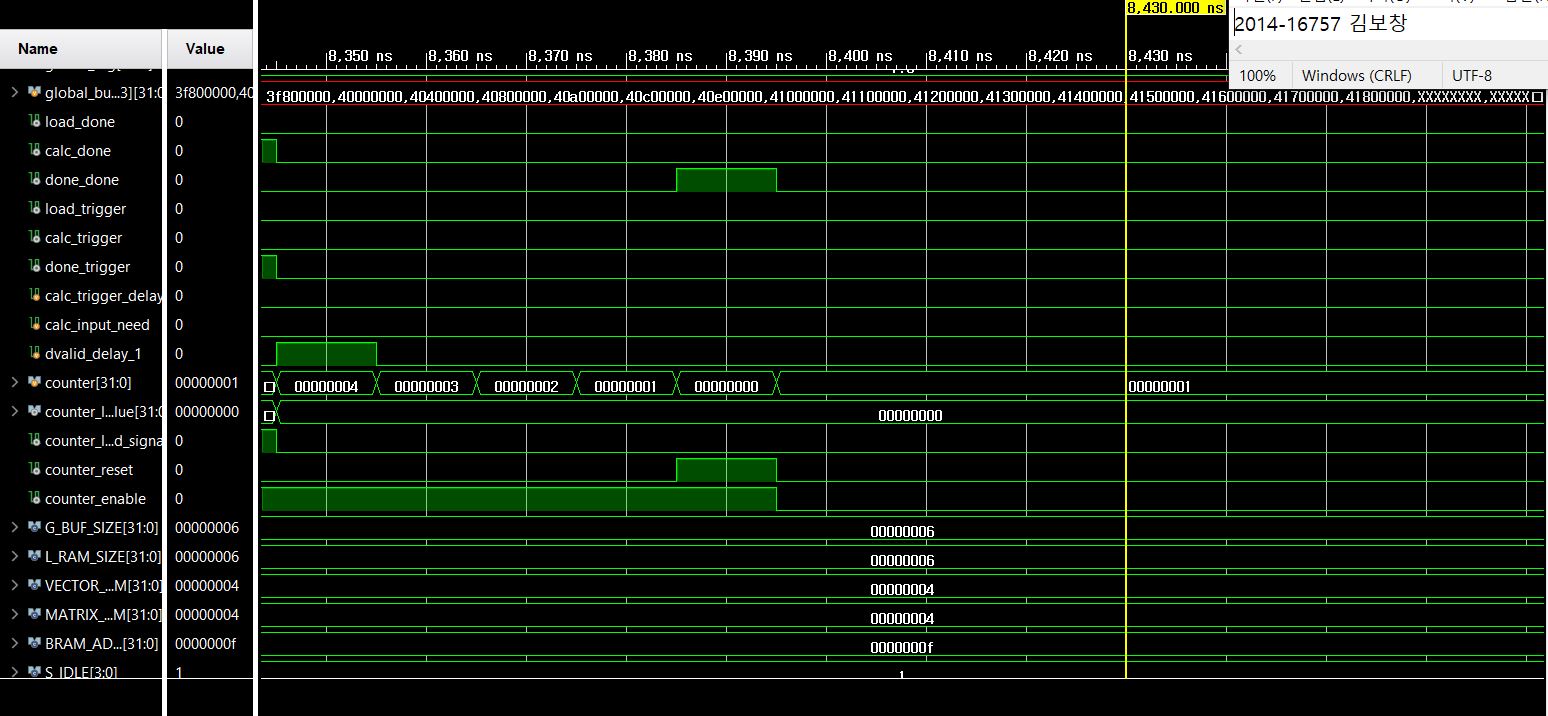 8,430.000 ns
2014-16757 김보창
100% Windows (CRLF) UTF-8
Name Value
8,350 ns 8,360 ns 8,370 ns 8,380 ns 8,390 ns 8,400 ns 8,410 ns 8,420 ns 8,430 ns
global_bu...3][31:0 3f800000,40 3f800000,40000000,40400000,40800000,40a00000,40c00000,40e00000,41000000,41100000,41200000,41300000,41400000,41500000,41600000,41700000,41800000,XXXXXXXX,XXXXX
load_done 0
calc_done 0
done_done 0
load_trigger 0
calc_trigger 0
done_trigger 0
calc_trigger_delay 0
calc_input_need 0
dvalid_delay_1 0
counter[31:0] 00000001 00000004 00000003 00000002 00000001 00000000 00000001
counter_l...lue[31:0 00000000 00000000
counter_l...d_signa 0
counter_reset 0
counter_enable 0
G_BUF_SIZE[31:0] 00000006 00000006
L_RAM_SIZE[31:0] 00000006 00000006
VECTOR_...M[31:0] 00000004 00000004
MATRIX_...M[31:0] 00000004 00000004
BRAM_AD...[31:0] 0000000f 0000000f
S_IDLE[3:0] 1 1